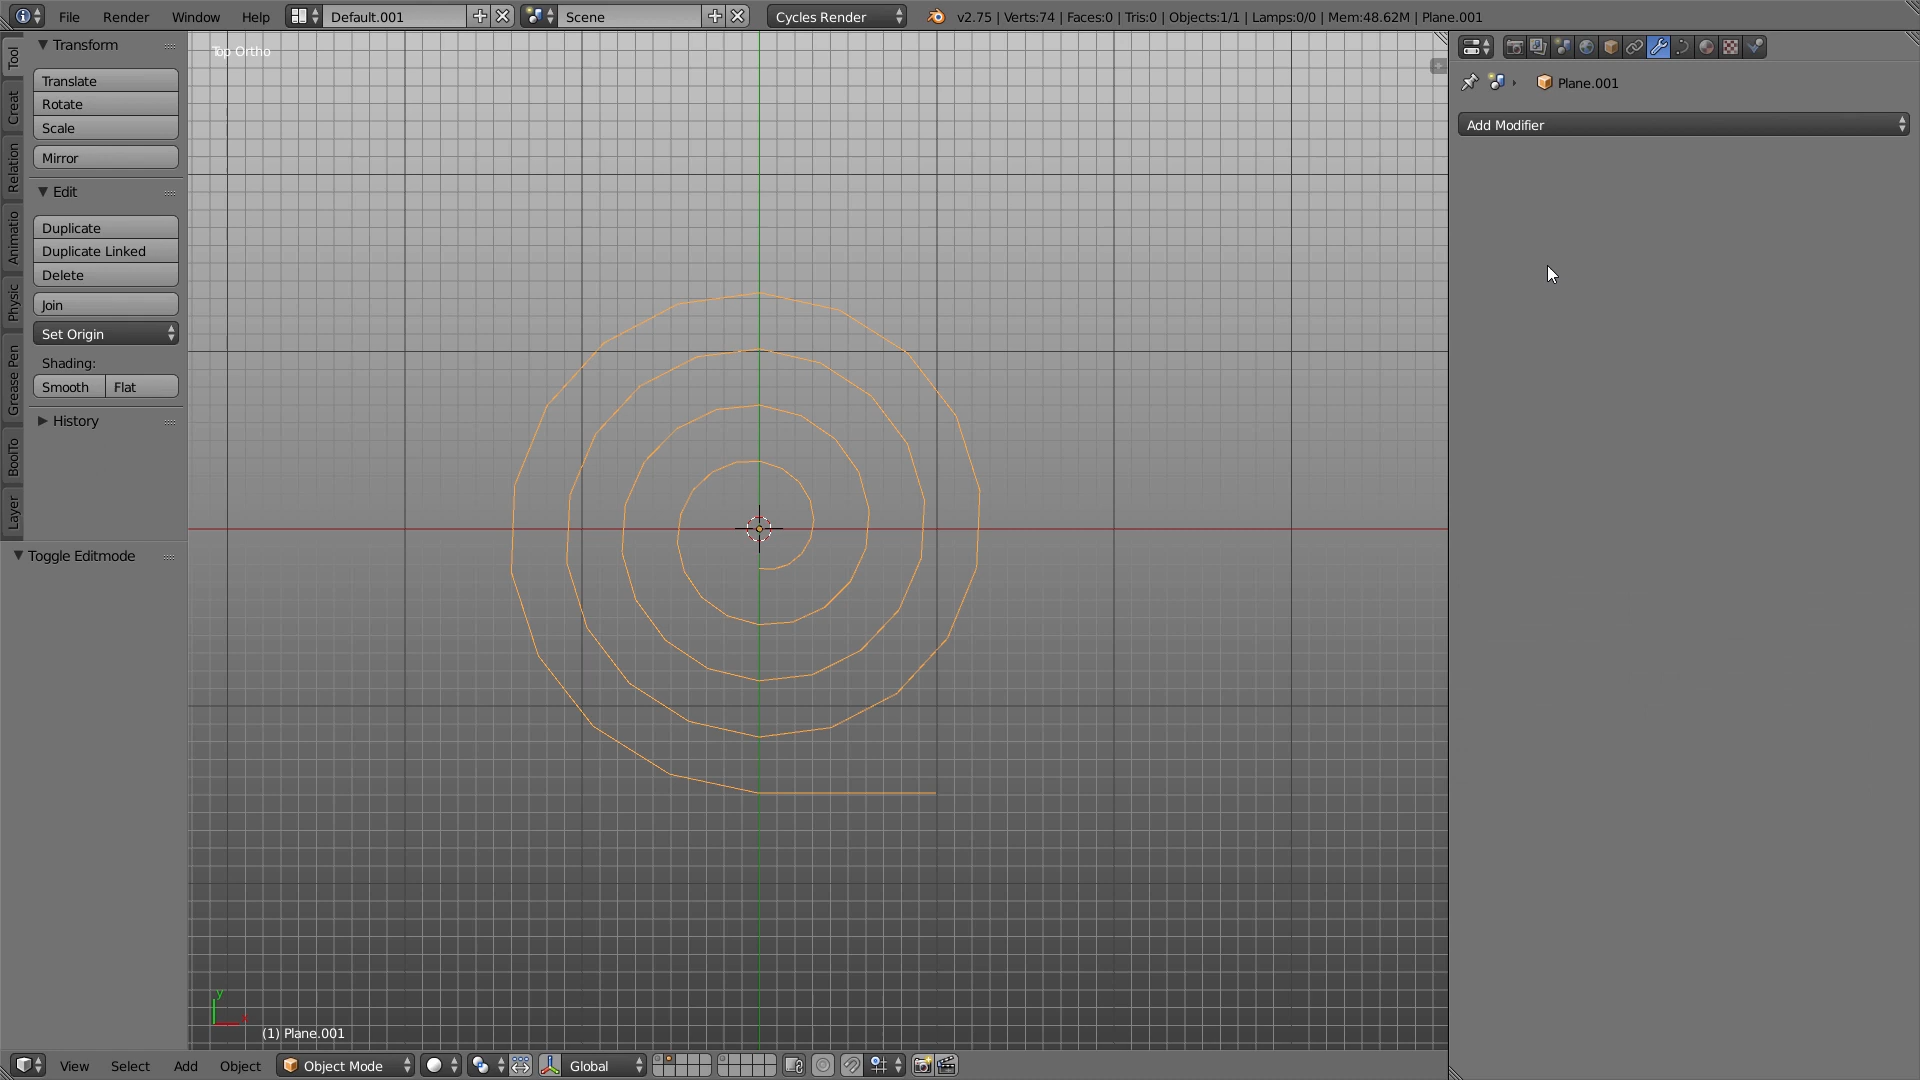 File Render Window Help Default.001 Scene Cycles Render v2.75 | Verts:74 | Faces:0 | Tris:0 | Objects:1/1 | Lamps:0/0 | Mem:48.62M | Plane.001
Tool
Creat
Relation
Animatio
Physic
Grease Pen
BoolTo
Layer
Transform
Translate
Rotate
Scale
Mirror
Edit
Duplicate
Duplicate Linked
Delete
Join
Set Origin
Shading:
Smooth Flat
History
Toggle Editmode
Top Ortho
y
x
(1) Plane.001
Plane.001
Add Modifier
View Select Add Object Object Mode Global